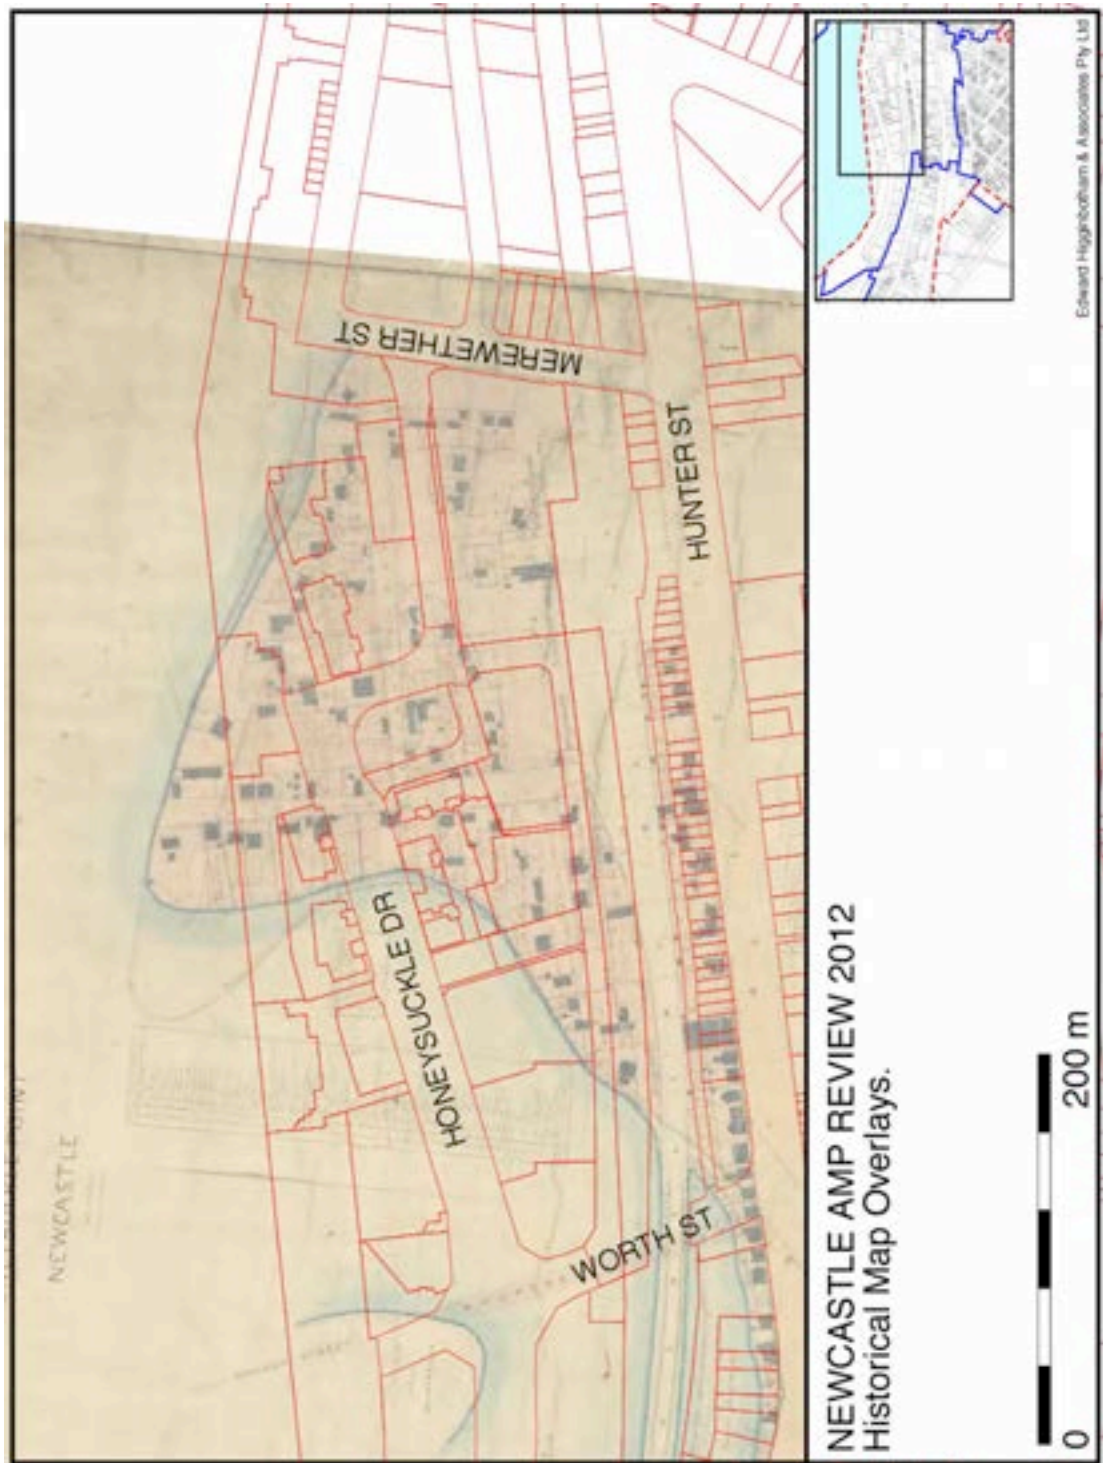 NEWCASTLE
HONEYSUCKLE DR
MEREWETHER ST
HUNTER ST
WORTH ST
NEWCASTLE AMP REVIEW 2012
Historical Map Overlays.
0 200 m
Edward Higginbotham & Associates Pty Ltd